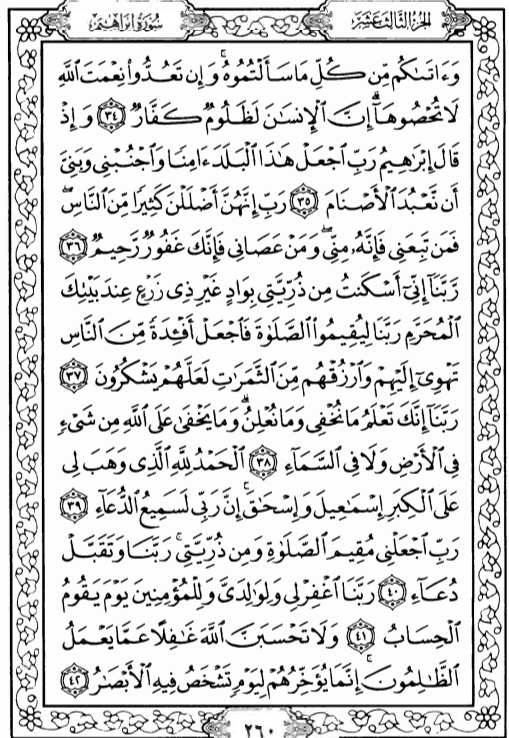 الجزء الثالث عشر
سورة ابراهيم
وَءَاتَىٰكُم مِّن كُلِّ مَا سَأَلْتُمُوهُ ۚ وَإِن تَعُدُّوا۟ نِعْمَتَ ٱللَّهِ
لَا تُحْصُوهَآ ۗ إِنَّ ٱلْإِنسَـٰنَ لَظَلُومٌ كَفَّارٌ ٣٤ وَإِذْ
قَالَ إِبْرَٰهِيمُ رَبِّ ٱجْعَلْ هَـٰذَا ٱلْبَلَدَ ءَامِنًا وَٱجْنُبْنِى وَبَنِىَّ
أَن نَّعْبُدَ ٱلْأَصْنَامَ ٣٥ رَبِّ إِنَّهُنَّ أَضْلَلْنَ كَثِيرًا مِّنَ ٱلنَّاسِ ۖ
فَمَن تَبِعَنِى فَإِنَّهُۥ مِنِّى ۖ وَمَنْ عَصَانِى فَإِنَّكَ غَفُورٌ رَّحِيمٌ ٣٦
رَّبَّنَآ إِنِّىٓ أَسْكَنتُ مِن ذُرِّيَّتِى بِوَادٍ غَيْرِ ذِى زَرْعٍ عِندَ بَيْتِكَ
ٱلْمُحَرَّمِ رَبَّنَا لِيُقِيمُوا۟ ٱلصَّلَوٰةَ فَٱجْعَلْ أَفْـِٔدَةً مِّنَ ٱلنَّاسِ
تَهْوِىٓ إِلَيْهِمْ وَٱرْزُقْهُم مِّنَ ٱلثَّمَرَٰتِ لَعَلَّهُمْ يَشْكُرُونَ ٣٧
رَبَّنَآ إِنَّكَ تَعْلَمُ مَا نُخْفِى وَمَا نُعْلِنُ ۗ وَمَا يَخْفَىٰ عَلَى ٱللَّهِ مِن شَىْءٍ
فِى ٱلْأَرْضِ وَلَا فِى ٱلسَّمَآءِ ٣٨ ٱلْحَمْدُ لِلَّهِ ٱلَّذِى وَهَبَ لِى
عَلَى ٱلْكِبَرِ إِسْمَـٰعِيلَ وَإِسْحَـٰقَ ۚ إِنَّ رَبِّى لَسَمِيعُ ٱلدُّعَآءِ ٣٩
رَبِّ ٱجْعَلْنِى مُقِيمَ ٱلصَّلَوٰةِ وَمِن ذُرِّيَّتِى ۚ رَبَّنَا وَتَقَبَّلْ
دُعَآءِ ٤٠ رَبَّنَا ٱغْفِرْ لِى وَلِوَٰلِدَىَّ وَلِلْمُؤْمِنِينَ يَوْمَ يَقُومُ
ٱلْحِسَابُ ٤١ وَلَا تَحْسَبَنَّ ٱللَّهَ غَـٰفِلًا عَمَّا يَعْمَلُ
ٱلظَّـٰلِمُونَ ۚ إِنَّمَا يُؤَخِّرُهُمْ لِيَوْمٍ تَشْخَصُ فِيهِ ٱلْأَبْصَـٰرُ ٤٢
٢٦٠